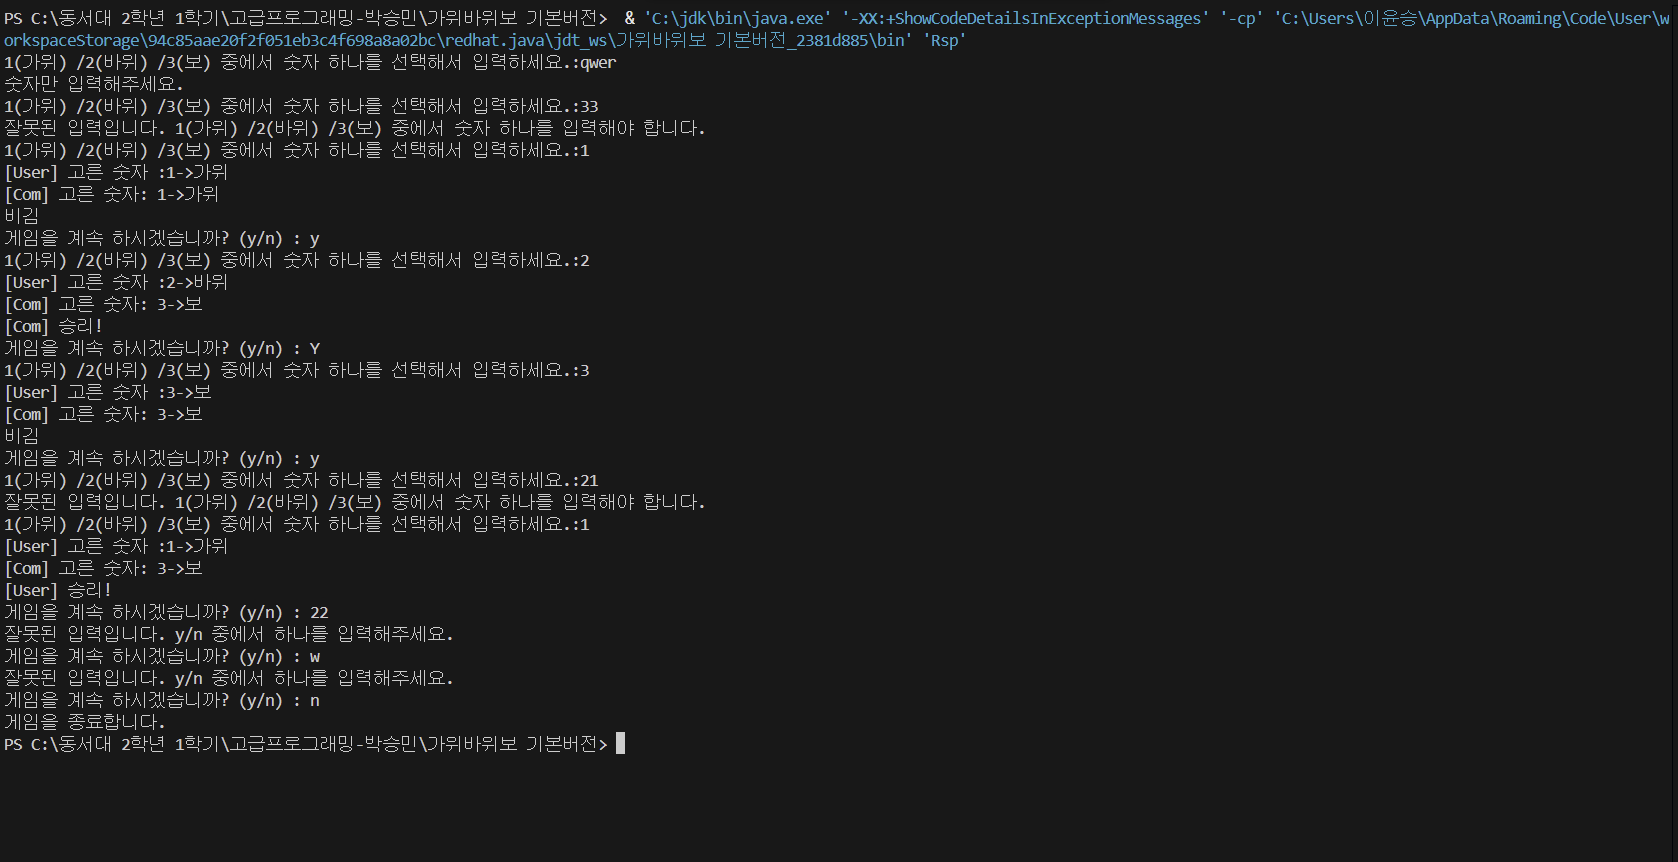 PS C:\동서대 2학년 1학기\고급프로그래밍-박승민\가위바위보 기본버전>  & 'C:\jdk\bin\java.exe' '-XX:+ShowCodeDetailsInExceptionMessages' '-cp' 'C:\Users\이윤승\AppData\Roaming\Code\User\w
orkspaceStorage\94c85aae20f2f051eb3c4f698a8a02bc\redhat.java\jdt_ws\가위바위보 기본버전_2381d885\bin' 'Rsp'
1(가위) /2(바위) /3(보) 중에서 숫자 하나를 선택해서 입력하세요.:qwer
숫자만 입력해주세요.
1(가위) /2(바위) /3(보) 중에서 숫자 하나를 선택해서 입력하세요.:33
잘못된 입력입니다. 1(가위) /2(바위) /3(보) 중에서 숫자 하나를 입력해야 합니다.
1(가위) /2(바위) /3(보) 중에서 숫자 하나를 선택해서 입력하세요.:1
[User] 고른 숫자 :1->가위
[Com] 고른 숫자: 1->가위
비김
게임을 계속 하시겠습니까? (y/n) : y
1(가위) /2(바위) /3(보) 중에서 숫자 하나를 선택해서 입력하세요.:2
[User] 고른 숫자 :2->바위
[Com] 고른 숫자: 3->보
[Com] 승리!
게임을 계속 하시겠습니까? (y/n) : Y
1(가위) /2(바위) /3(보) 중에서 숫자 하나를 선택해서 입력하세요.:3
[User] 고른 숫자 :3->보
[Com] 고른 숫자: 3->보
비김
게임을 계속 하시겠습니까? (y/n) : y
1(가위) /2(바위) /3(보) 중에서 숫자 하나를 선택해서 입력하세요.:21
잘못된 입력입니다. 1(가위) /2(바위) /3(보) 중에서 숫자 하나를 입력해야 합니다.
1(가위) /2(바위) /3(보) 중에서 숫자 하나를 선택해서 입력하세요.:1
[User] 고른 숫자 :1->가위
[Com] 고른 숫자: 3->보
[User] 승리!
게임을 계속 하시겠습니까? (y/n) : 22
잘못된 입력입니다. y/n 중에서 하나를 입력해주세요.
게임을 계속 하시겠습니까? (y/n) : w
잘못된 입력입니다. y/n 중에서 하나를 입력해주세요.
게임을 계속 하시겠습니까? (y/n) : n
게임을 종료합니다.
PS C:\동서대 2학년 1학기\고급프로그래밍-박승민\가위바위보 기본버전>